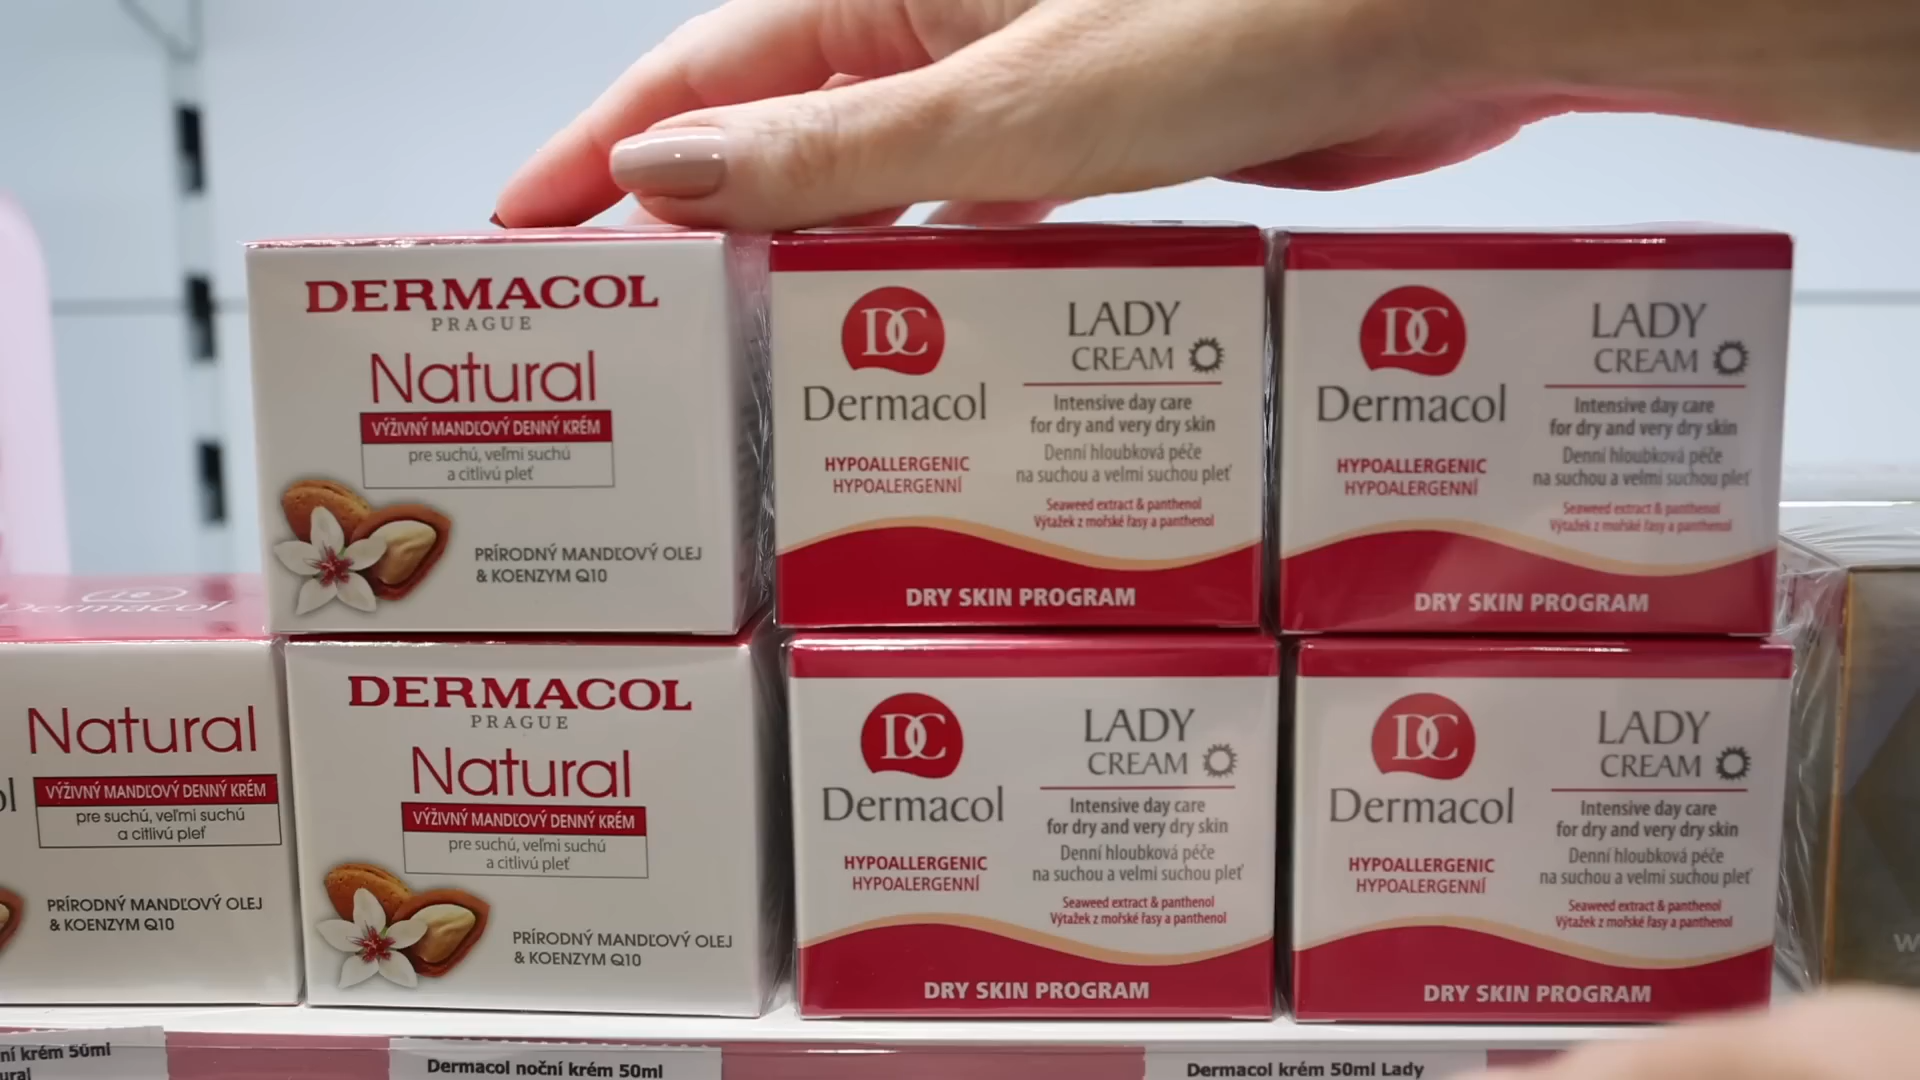 DERMACOL
PRAGUE
Natural
VÝŽIVNÝ MANDĽOVÝ DENNÝ KRÉM
pre suchú, veľmi suchú
a citlivú pleť
PRÍRODNÝ MANDĽOVÝ OLEJ
& KOENZYM Q10
DC
Dermacol
HYPOALLERGENIC
HYPOALERGENNÍ
LADY
CREAM
Intensive day care
for dry and very dry skin
Denní hloubková péče
na suchou a velmi suchou pleť
Seaweed extract & panthenol
Výtažek z mořské řasy a panthenol
DRY SKIN PROGRAM
DC
Dermacol
HYPOALLERGENIC
HYPOALERGENNÍ
LADY
CREAM
Intensive day care
for dry and very dry skin
Denní hloubková péče
na suchou a velmi suchou pleť
Seaweed extract & panthenol
Výtažek z mořské řasy a panthenol
DRY SKIN PROGRAM
Dermacol
Natural
VÝŽIVNÝ MANDĽOVÝ DENNÝ KRÉM
pre suchú, veľmi suchú
a citlivú pleť
PRÍRODNÝ MANDĽOVÝ OLEJ
& KOENZYM Q10
DERMACOL
PRAGUE
Natural
VÝŽIVNÝ MANDĽOVÝ DENNÝ KRÉM
pre suchú, veľmi suchú
a citlivú pleť
PRÍRODNÝ MANDĽOVÝ OLEJ
& KOENZYM Q10
DC
Dermacol
HYPOALLERGENIC
HYPOALERGENNÍ
LADY
CREAM
Intensive day care
for dry and very dry skin
Denní hloubková péče
na suchou a velmi suchou pleť
Seaweed extract & panthenol
Výtažek z mořské řasy a panthenol
DRY SKIN PROGRAM
DC
Dermacol
HYPOALLERGENIC
HYPOALERGENNÍ
LADY
CREAM
Intensive day care
for dry and very dry skin
Denní hloubková péče
na suchou a velmi suchou pleť
Seaweed extract & panthenol
Výtažek z mořské řasy a panthenol
DRY SKIN PROGRAM
ní krém 50ml
ural
Dermacol noční krém 50ml
Dermacol krém 50ml Lady